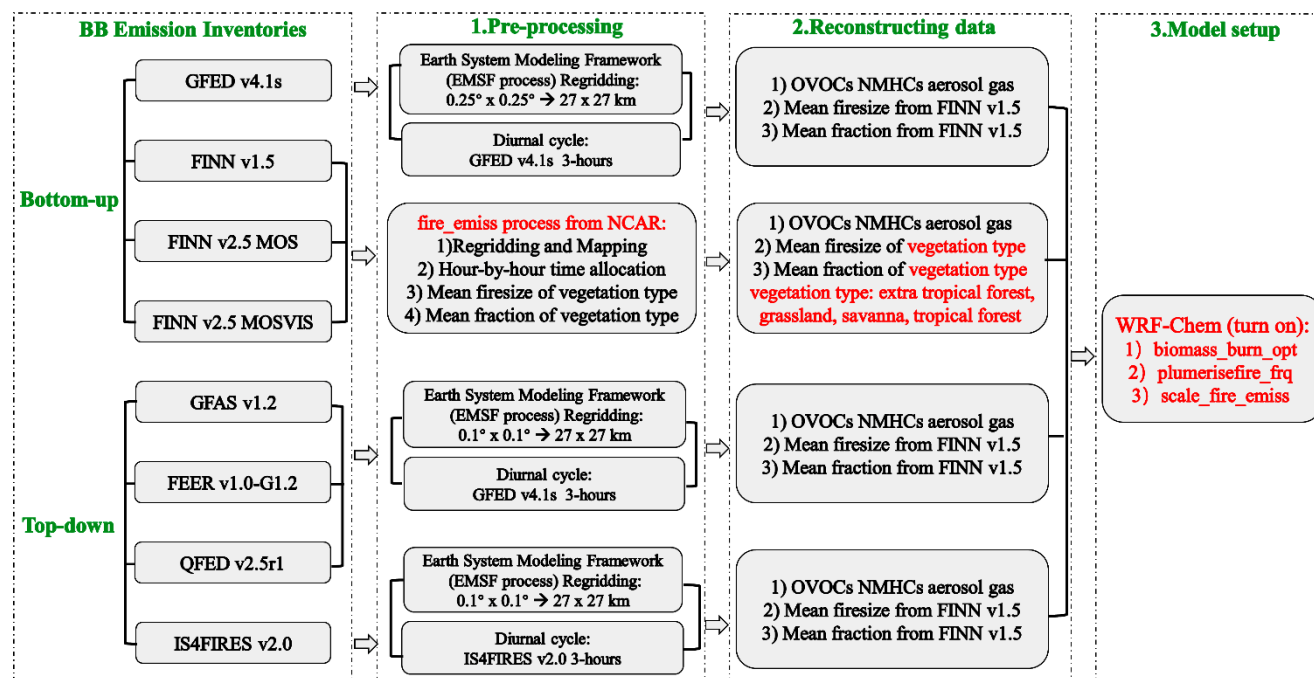 BB Emission Inventories
Bottom-up
GFED v4.1s
FINN v1.5
FINN v2.5 MOS
FINN v2.5 MOSVIS
Top-down
GFAS v1.2
FEER v1.0-G1.2
QFED v2.5r1
IS4FIRES v2.0
1.Pre-processing
Earth System Modeling Framework
(EMSF process) Regridding:
0.25° x 0.25° → 27 x 27 km
Diurnal cycle:
GFED v4.1s 3-hours
fire_emiss process from NCAR:
1)Regridding and Mapping
2) Hour-by-hour time allocation
3) Mean firesize of vegetation type
4) Mean fraction of vegetation type
Earth System Modeling Framework
(EMSF process) Regridding:
0.1° x 0.1° → 27 x 27 km
Diurnal cycle:
GFED v4.1s 3-hours
Earth System Modeling Framework
(EMSF process) Regridding:
0.1° x 0.1° → 27 x 27 km
Diurnal cycle:
IS4FIRES v2.0 3-hours
2.Reconstructing data
1) OVOCs NMHCs aerosol gas
2) Mean firesize from FINN v1.5
3) Mean fraction from FINN v1.5
1) OVOCs NMHCs aerosol gas
2) Mean firesize of vegetation type
3) Mean fraction of vegetation type
vegetation type: extra tropical forest,
grassland, savanna, tropical forest
1) OVOCs NMHCs aerosol gas
2) Mean firesize from FINN v1.5
3) Mean fraction from FINN v1.5
1) OVOCs NMHCs aerosol gas
2) Mean firesize from FINN v1.5
3) Mean fraction from FINN v1.5
3.Model setup
WRF-Chem (turn on):
1) biomass_burn_opt
2) plumerisefire_frq
3) scale_fire_emiss